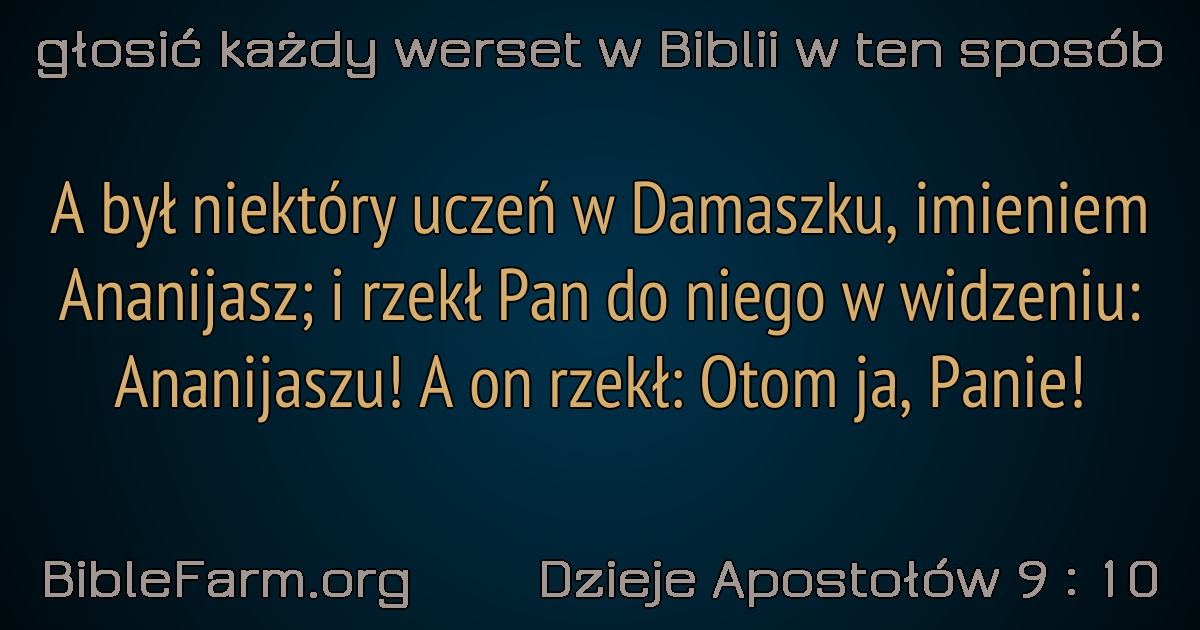 głosić każdy werset w Biblii w ten sposób
A był niektóry uczeń w Damaszku, imieniem
Ananijasz; i rzekł Pan do niego w widzeniu:
Ananijaszu! A on rzekł: Otom ja, Panie!
BibleFarm.org
Dzieje Apostołów 9 : 10